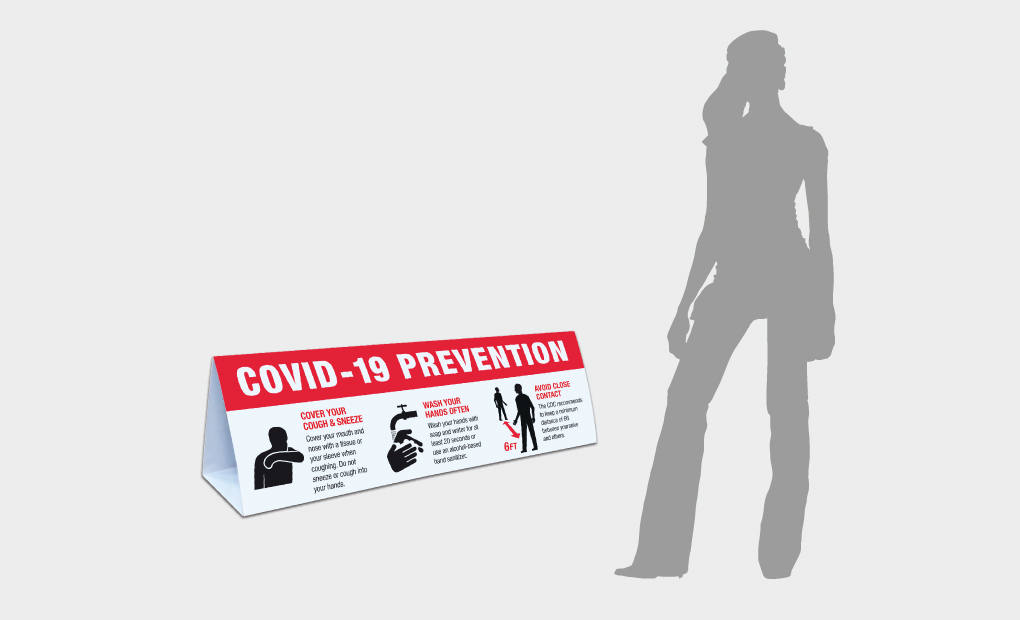 COVID-19 PREVENTION
COVER YOUR
COUGH & SNEEZE
Cover your mouth and
nose with a tissue or
your sleeve when
coughing. Do not
sneeze or cough into
your hands.
WASH YOUR
HANDS OFTEN
Wash your hands with
soap and water for at
least 20 seconds or
use an alcohol-based
hand sanitizer.
6FT
AVOID CLOSE
CONTACT
The CDC recommends
to keep a minimum
distance of 6ft
between yourselve
and others.